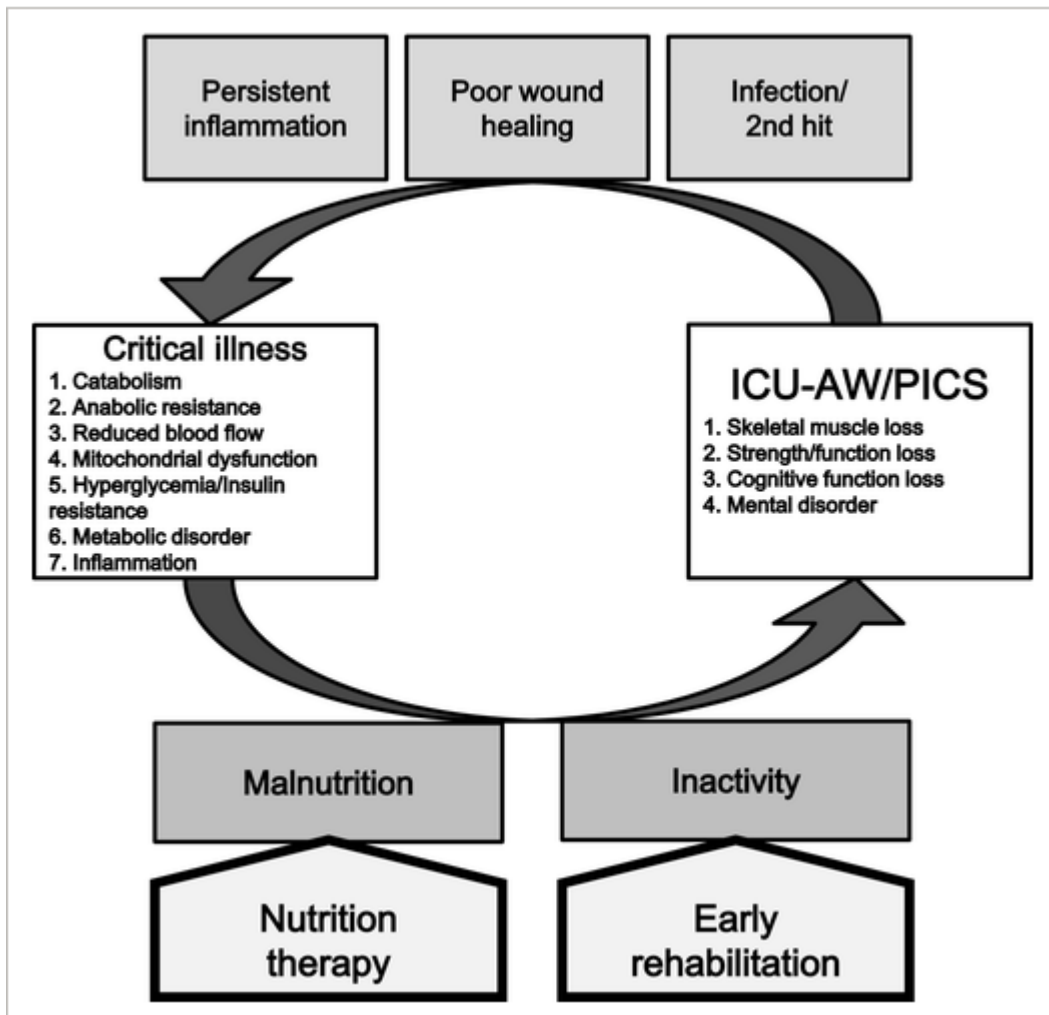 Persistent
inflammation
Poor wound
healing
Infection/
2nd hit
Critical illness
1. Catabolism
2. Anabolic resistance
3. Reduced blood flow
4. Mitochondrial dysfunction
5. Hyperglycemia/Insulin
resistance
6. Metabolic disorder
7. Inflammation
ICU-AW/PICS
1. Skeletal muscle loss
2. Strength/function loss
3. Cognitive function loss
4. Mental disorder
Malnutrition
Inactivity
Nutrition
therapy
Early
rehabilitation